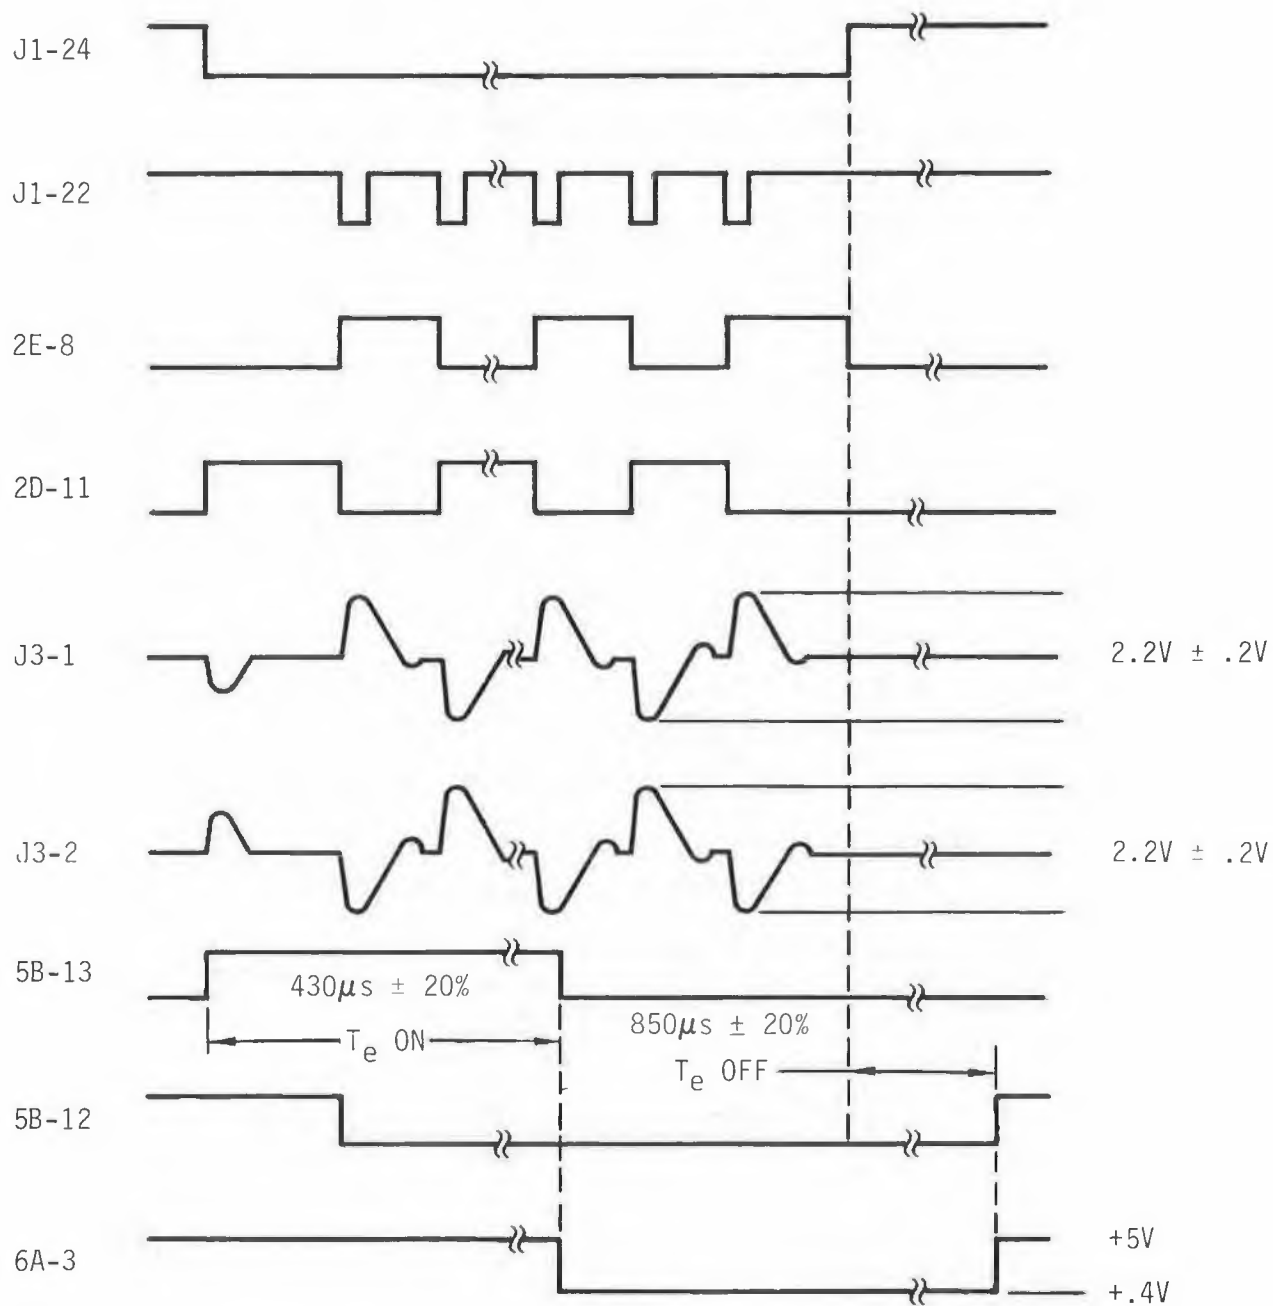 J1-24
J1-22
2E-8
2D-11
J3-1
2.2V ± .2V
J3-2
2.2V ± .2V
5B-13
430μs ± 20%
850μs ± 20%
Te ON
Te OFF
5B-12
6A-3
+5V
+.4V